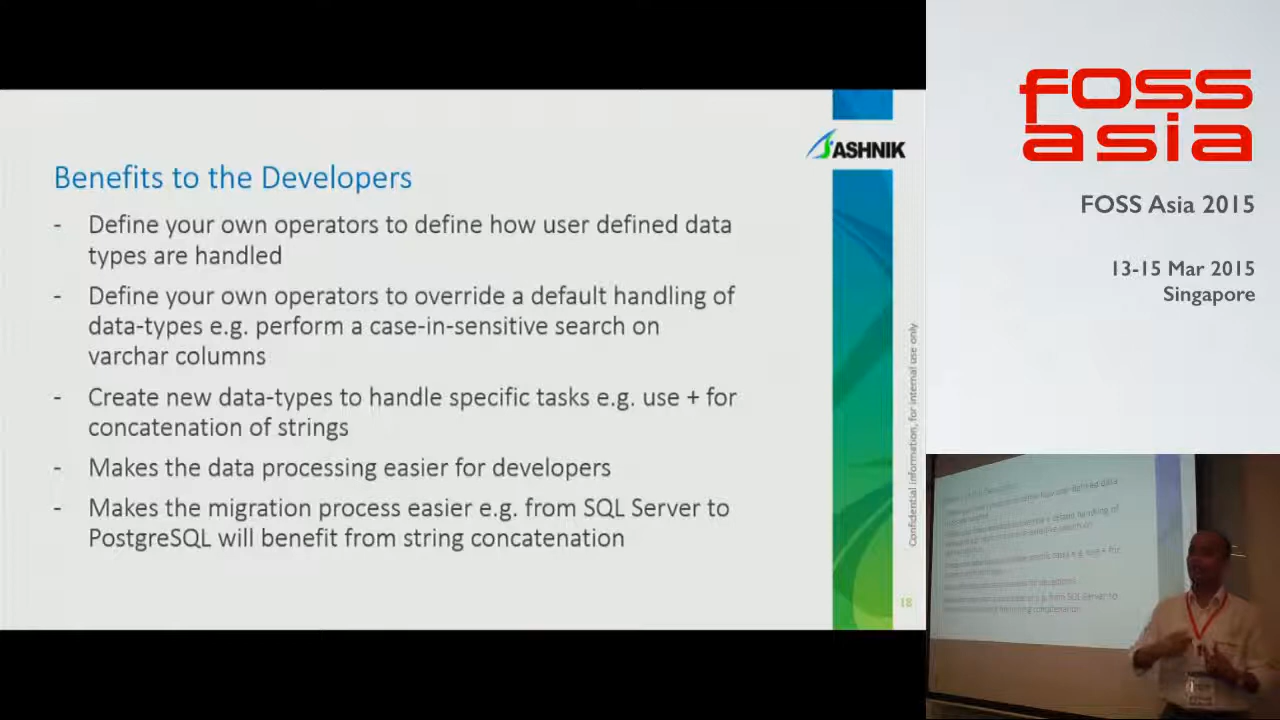 Benefits to the Developers
- Define your own operators to define how user defined data
types are handled
- Define your own operators to override a default handling of
data-types e.g. perform a case-in-sensitive search on
varchar columns
- Create new data-types to handle specific tasks e.g. use + for
concatenation of strings
- Makes the data processing easier for developers
- Makes the migration process easier e.g. from SQL Server to
PostgreSQL will benefit from string concatenation
ASHNIK
Confidential information, for internal use only
18
foss
asia
FOSS Asia 2015
13-15 Mar 2015
Singapore